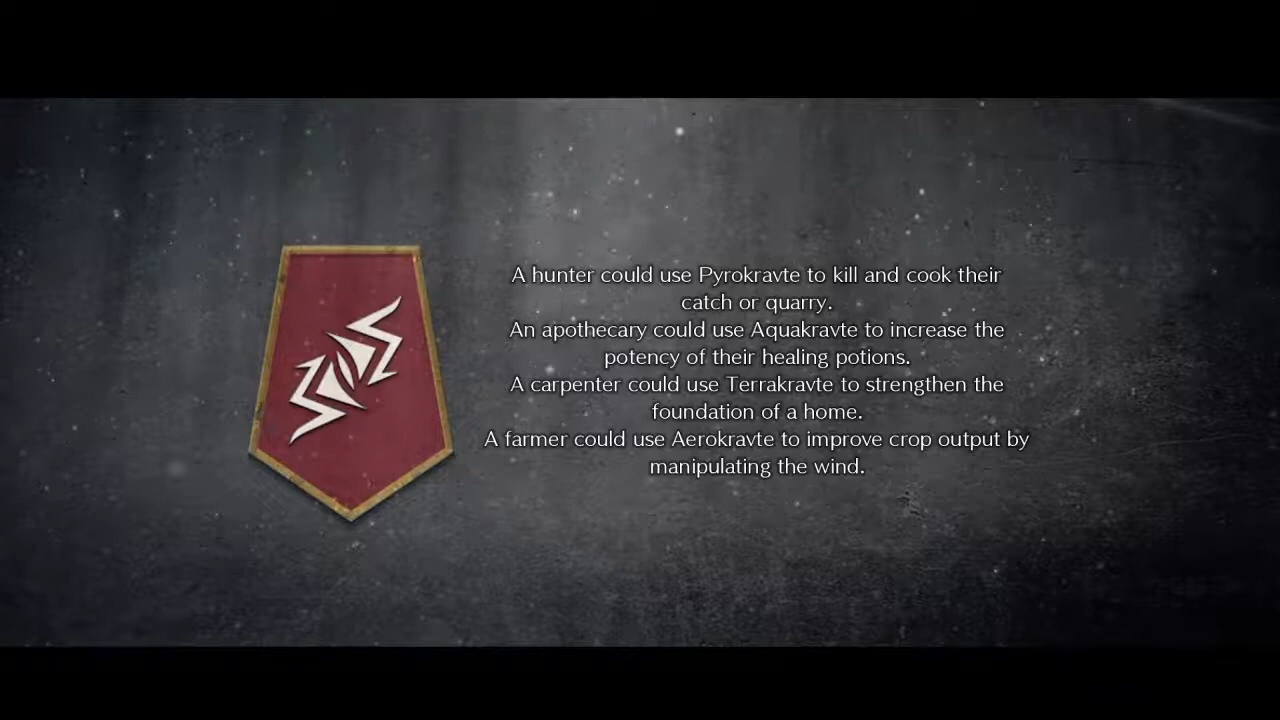 A hunter could use Pyrokravte to kill and cook their
catch or quarry.
An apothecary could use Aquakravte to increase the
potency of their healing potions.
A carpenter could use Terrakravte to strengthen the
foundation of a home.
A farmer could use Aerokravte to improve crop output by
manipulating the wind.